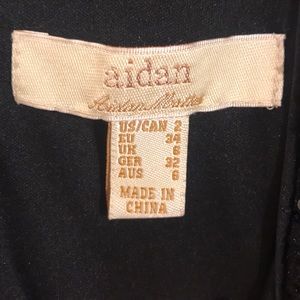 aidan
Aidan Mattox
US/CAN 2
EU 34
UK 6
GER 32
AUS 6
MADE IN
CHINA